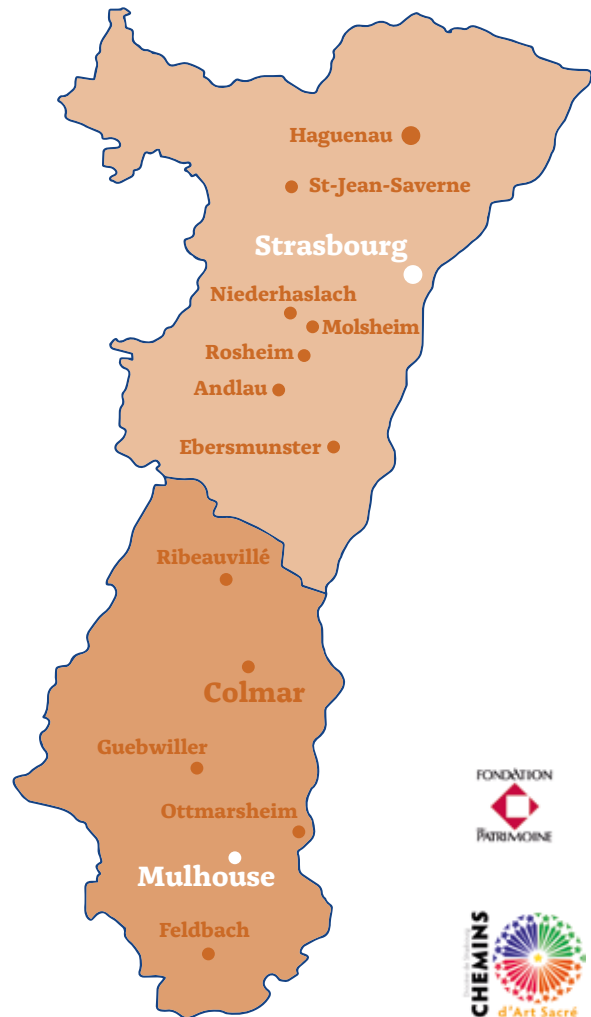 Haguenau
St-Jean-Saverne
Strasbourg
Niederhaslach
Molsheim
Rosheim
Andlau
Ebersmunster
Ribeauvillé
Colmar
Guebwiller
Ottmarsheim
Mulhouse
Feldbach
FONDATION
DU PATRIMOINE
CHEMINS
d'Art Sacré